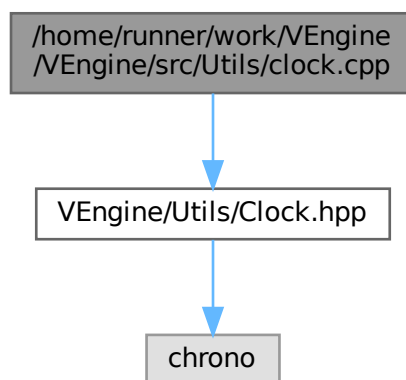 /home/runner/work/VEngine
/VEngine/src/Utils/clock.cpp
VEngine/Utils/Clock.hpp
chrono